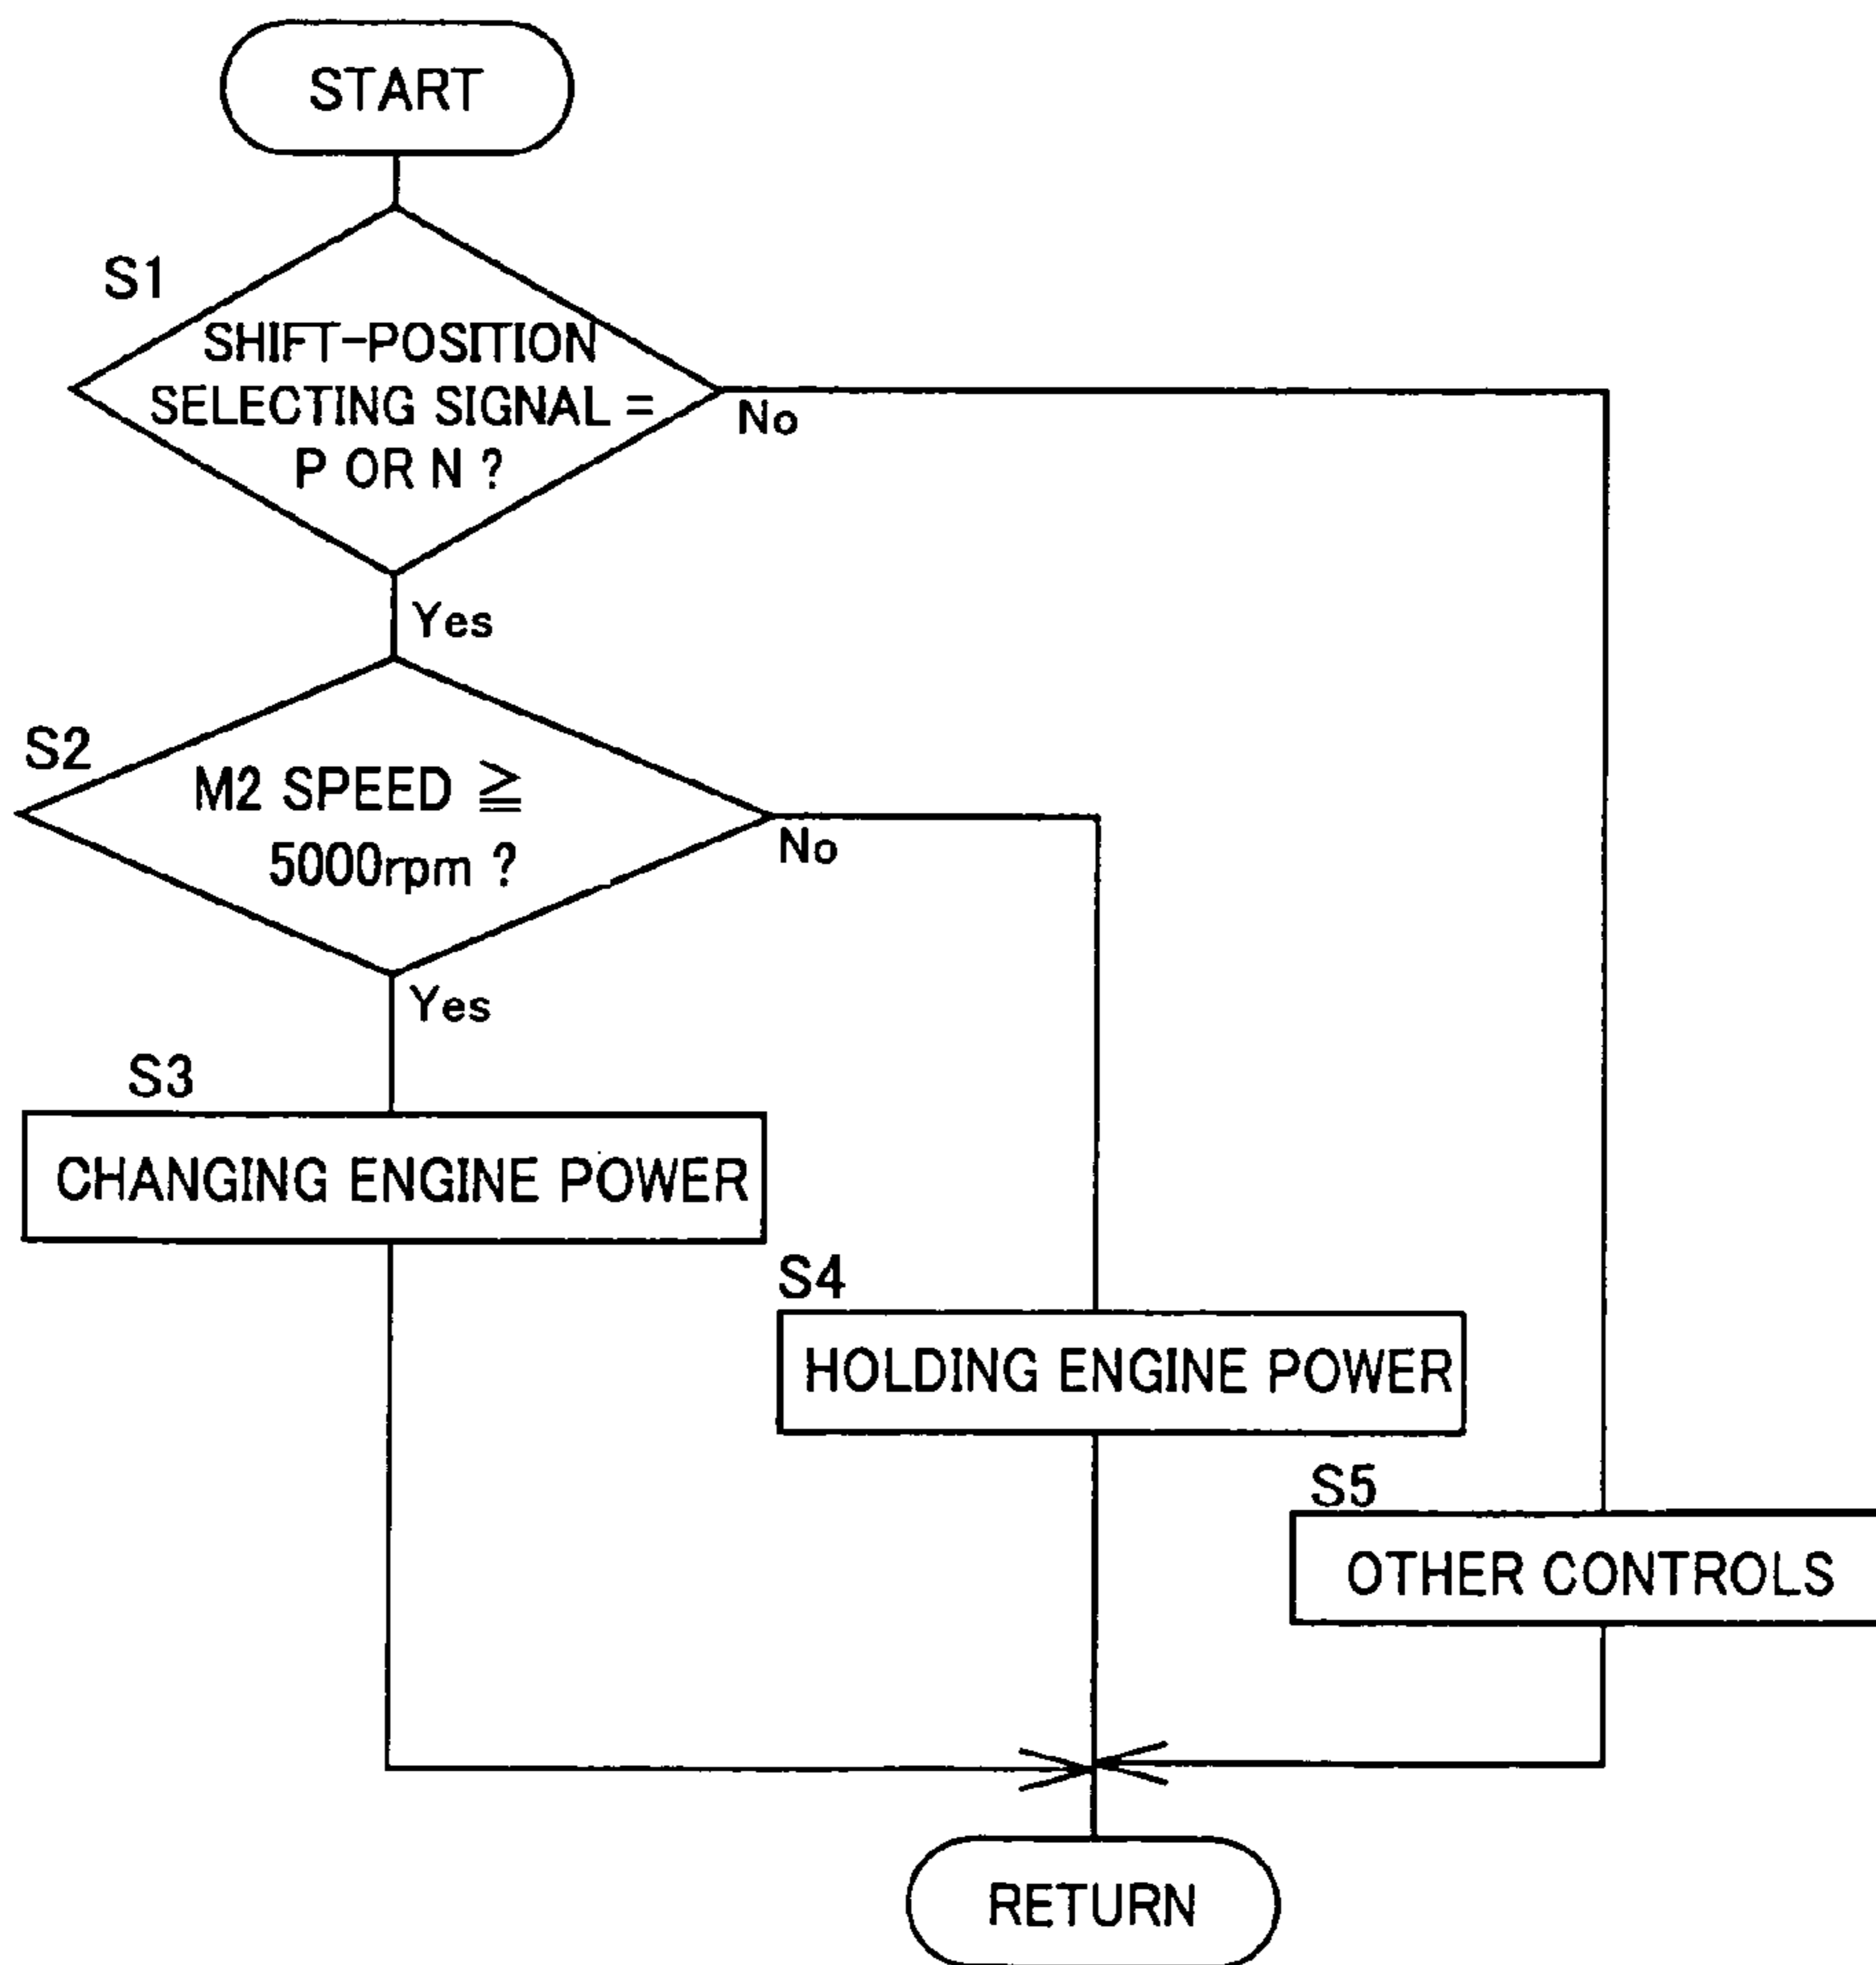 START
S1
SHIFT-POSITION
SELECTING SIGNAL =
P OR N ?
No
Yes
S2
M2 SPEED ≧
5000rpm ?
No
Yes
S3
CHANGING ENGINE POWER
S4
HOLDING ENGINE POWER
S5
OTHER CONTROLS
RETURN